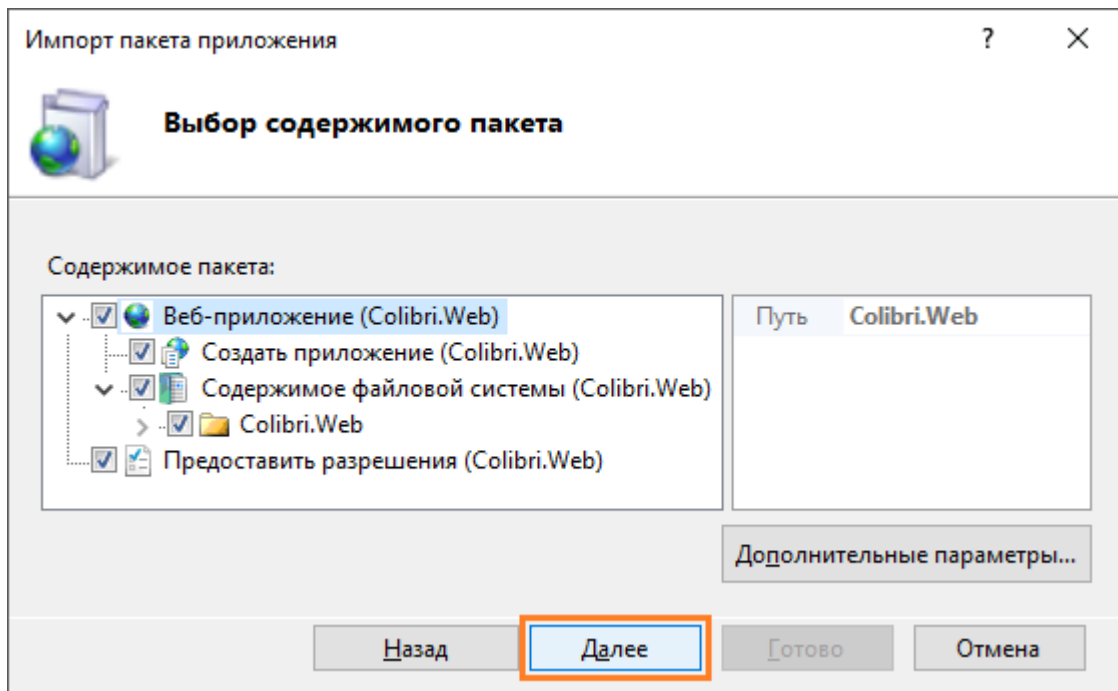 Импорт пакета приложения ?
Выбор содержимого пакета
Содержимое пакета:
Веб-приложение (Colibri.Web)
Создать приложение (Colibri.Web)
Содержимое файловой системы (Colibri.Web)
Colibri.Web
Предоставить разрешения (Colibri.Web)
Путь Colibri.Web
Дополнительные параметры...
Назад Далее Готово Отмена